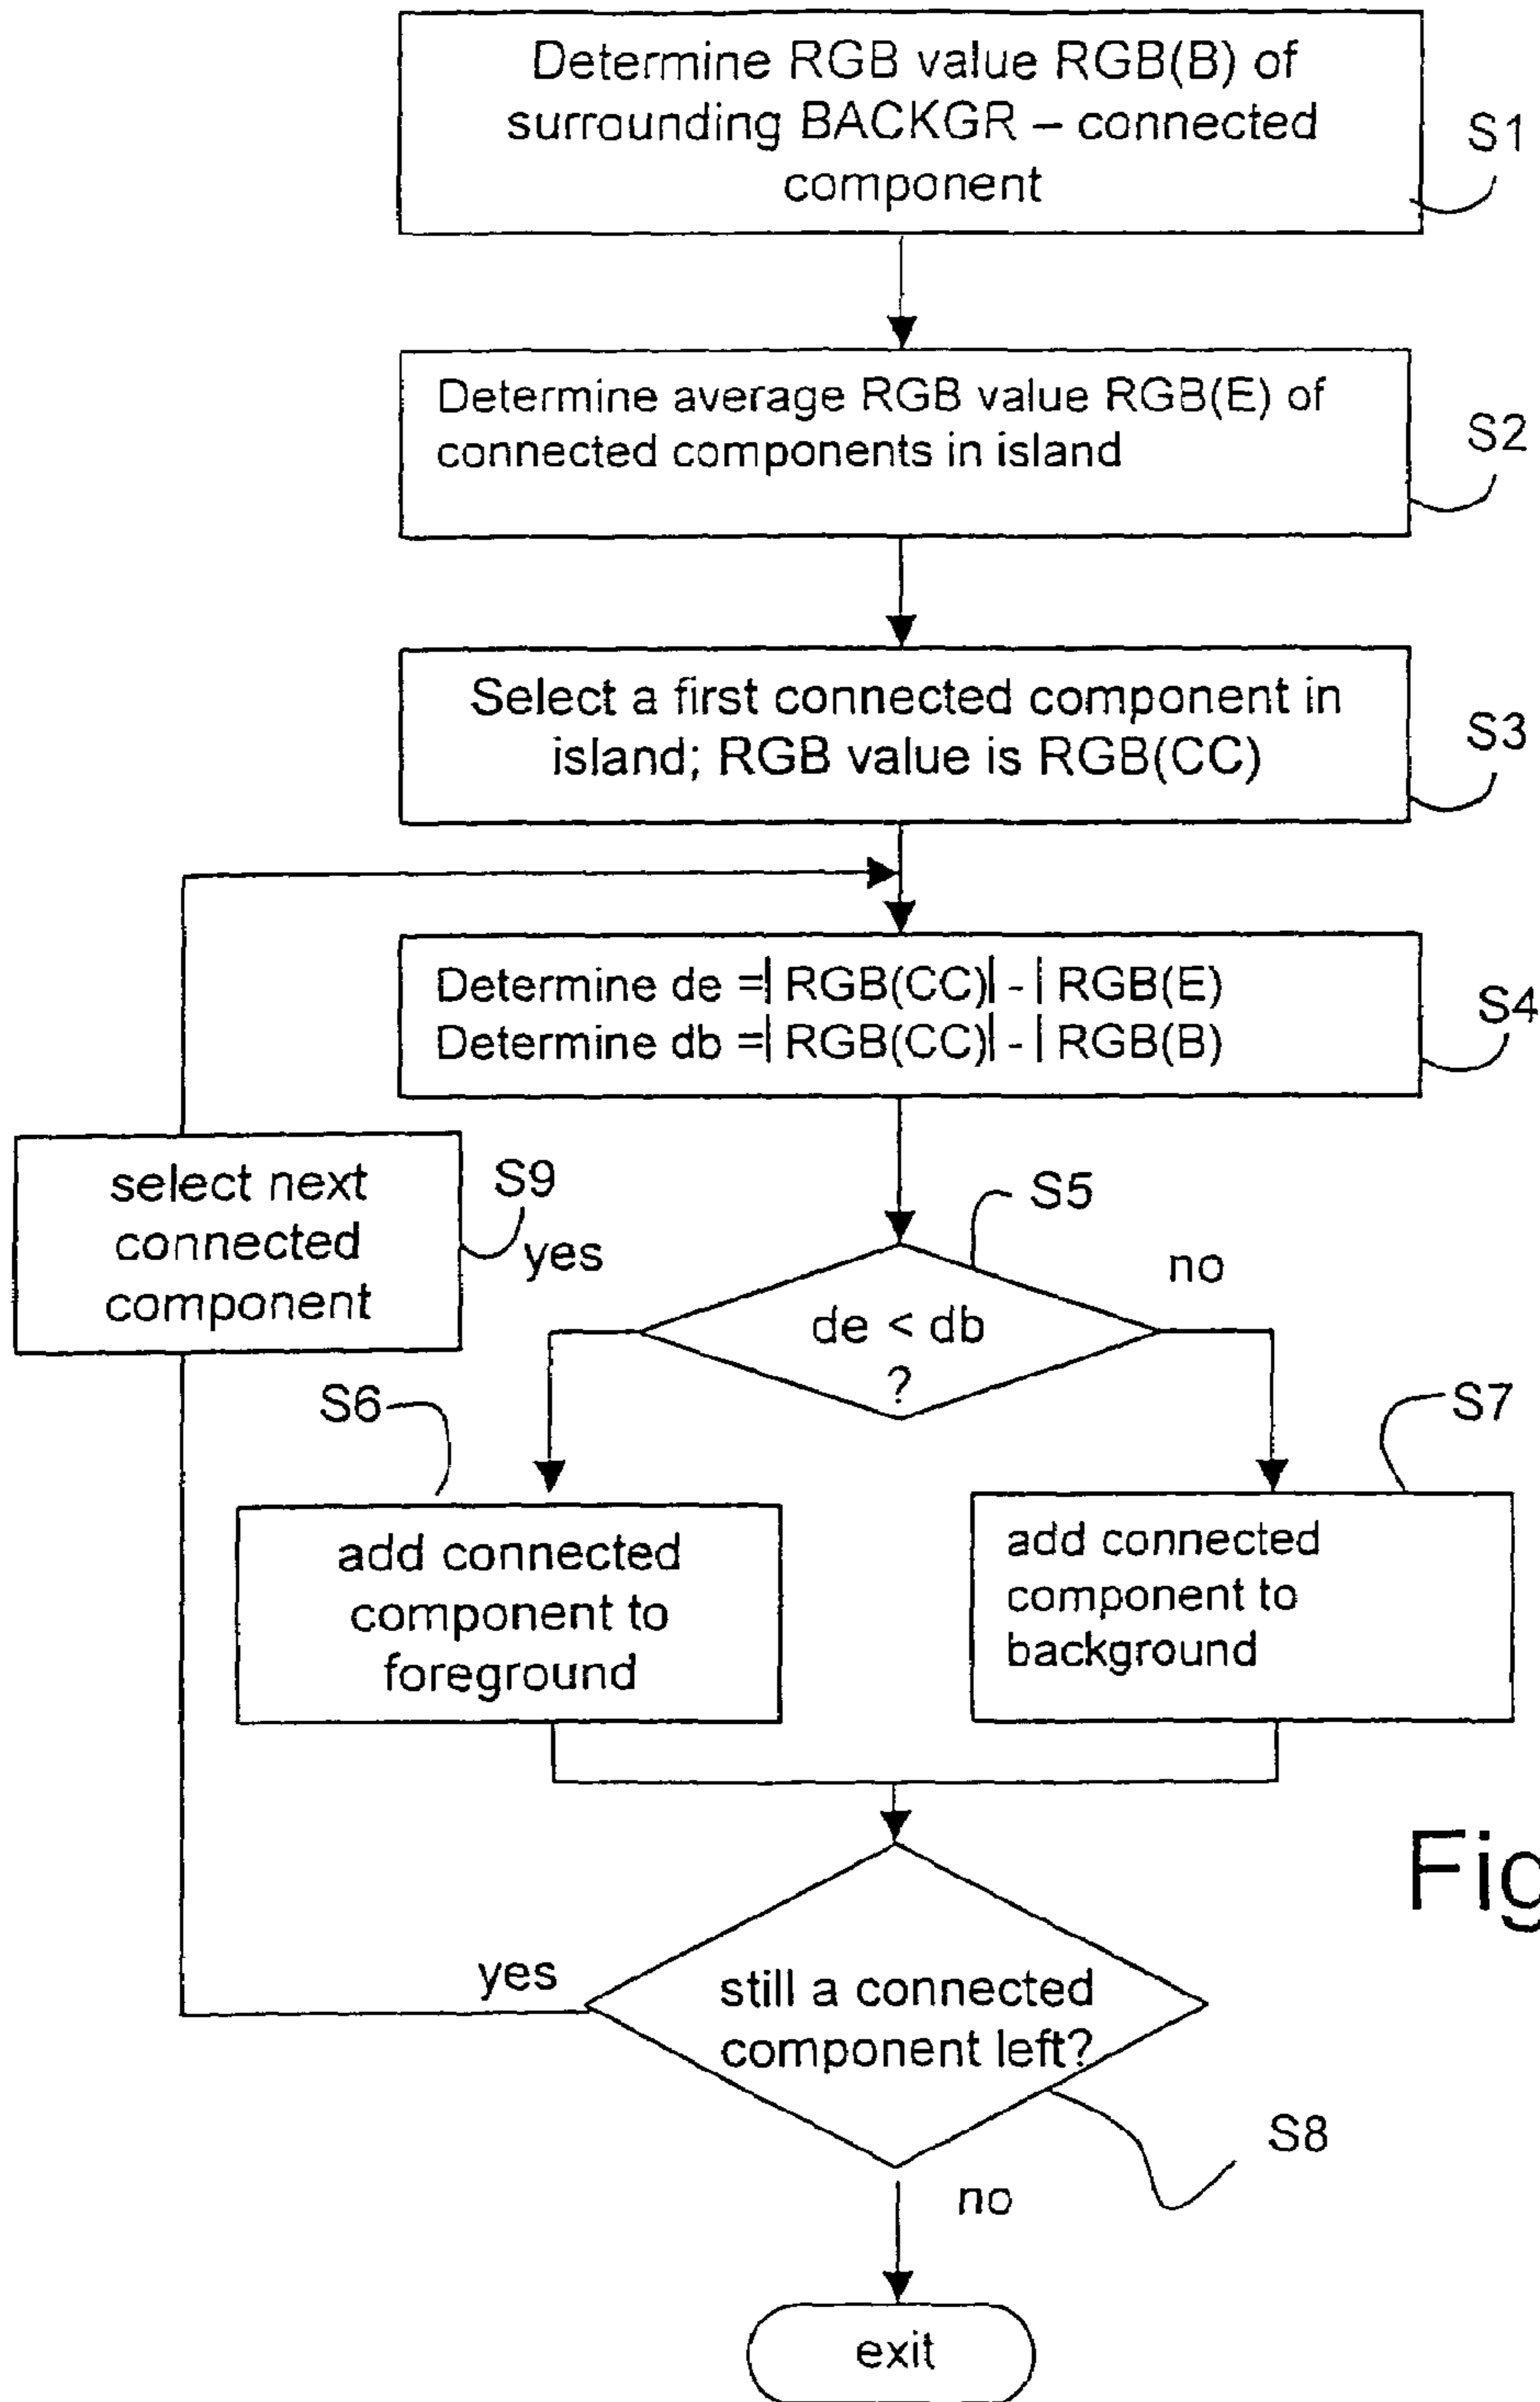 Determine RGB value RGB(B) of
surrounding BACKGR – connected
component
S1
Determine average RGB value RGB(E) of
connected components in island
S2
Select a first connected component in
island; RGB value is RGB(CC)
S3
Determine de =| RGB(CC)| - | RGB(E)
Determine db =| RGB(CC)| - | RGB(B)
S4
select next
connected
component
S9
yes
S5
no
de < db
?
S6
S7
add connected
component to
foreground
add connected
component to
background
Fig
yes
still a connected
component left?
S8
no
exit